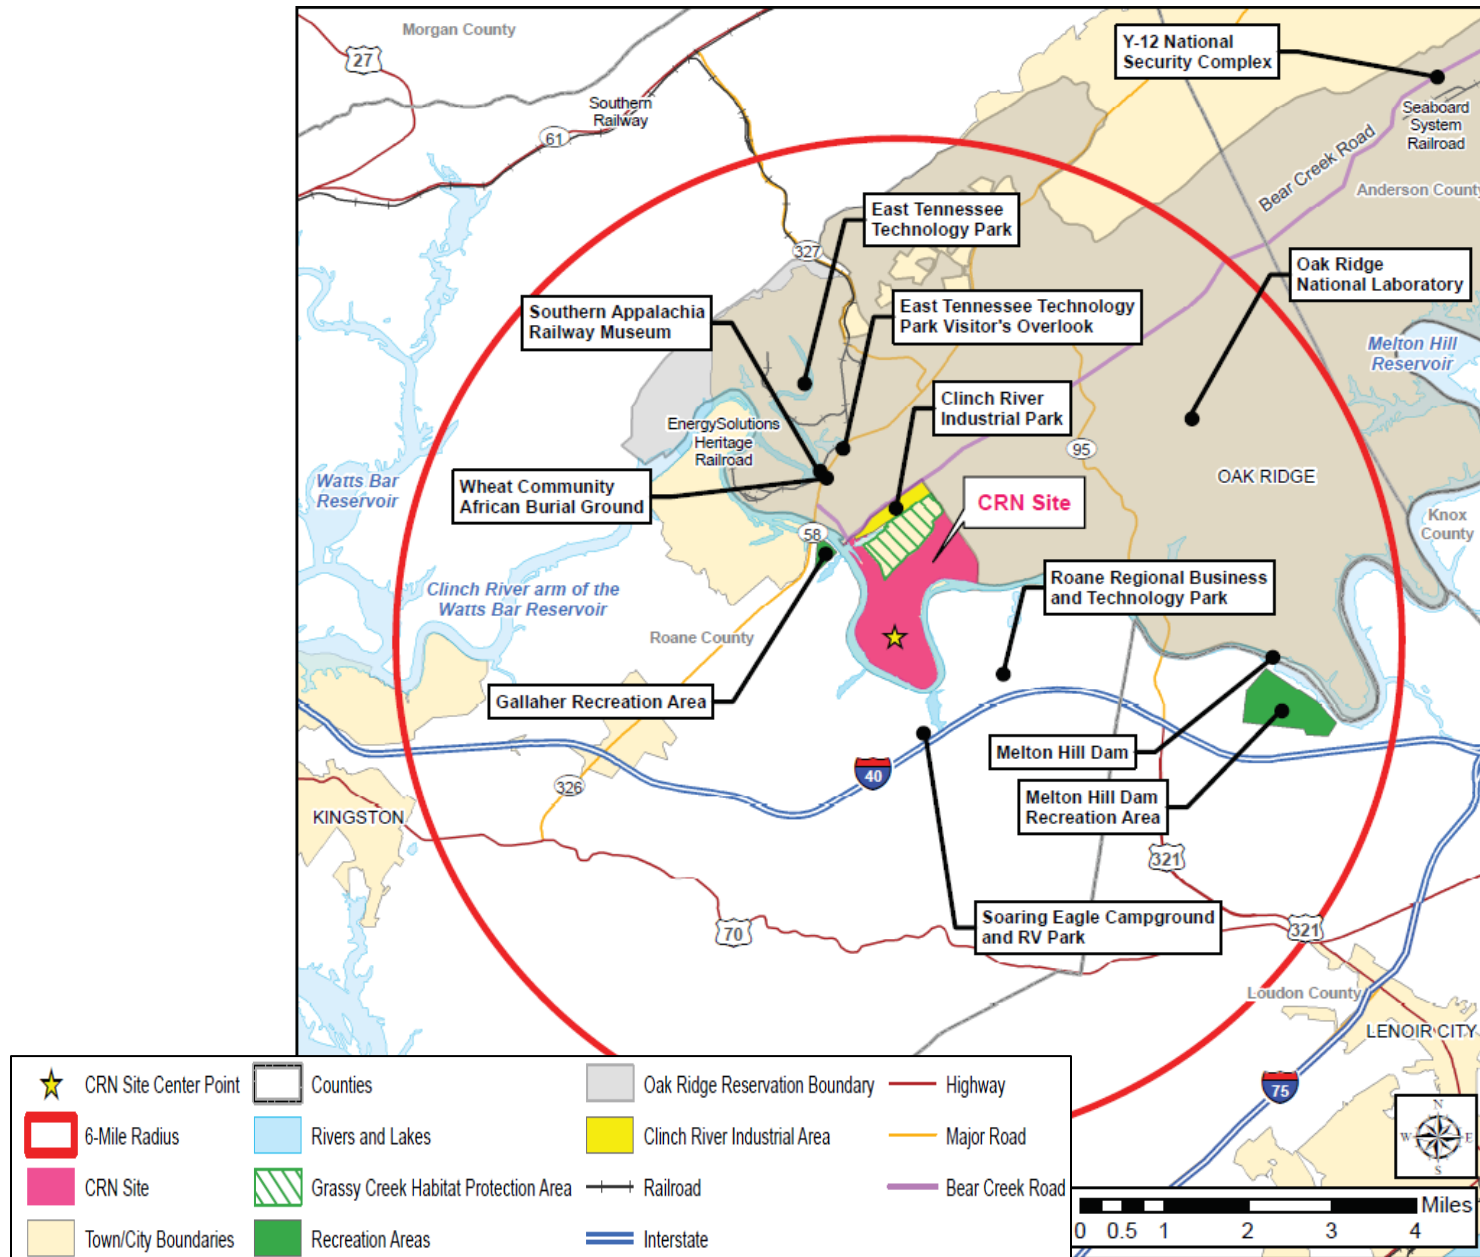 Morgan County
27
Y-12 National
Security Complex
Southern
Railway
61
Seaboard
System
Railroad
Bear Creek Road
Anderson County
East Tennessee
Technology Park
327
Oak Ridge
National Laboratory
Southern Appalachia
Railway Museum
East Tennessee Technology
Park Visitor's Overlook
Melton Hill
Reservoir
Clinch River
Industrial Park
EnergySolutions
Heritage
Railroad
95
OAK RIDGE
Watts Bar
Reservoir
Wheat Community
African Burial Ground
CRN Site
Knox
County
58
Clinch River arm of the
Watts Bar Reservoir
Roane Regional Business
and Technology Park
Roane County
Gallaher Recreation Area
Melton Hill Dam
40
326
Melton Hill Dam
Recreation Area
KINGSTON
321
Soaring Eagle Campground
and RV Park
70
321
Loudon County
LENOIR CITY
75
N
W E
S
CRN Site Center Point
Counties
Oak Ridge Reservation Boundary
Highway
6-Mile Radius
Rivers and Lakes
Clinch River Industrial Area
Major Road
CRN Site
Grassy Creek Habitat Protection Area
Railroad
Bear Creek Road
Town/City Boundaries
Recreation Areas
Interstate
Miles
0 0.5 1 2 3 4